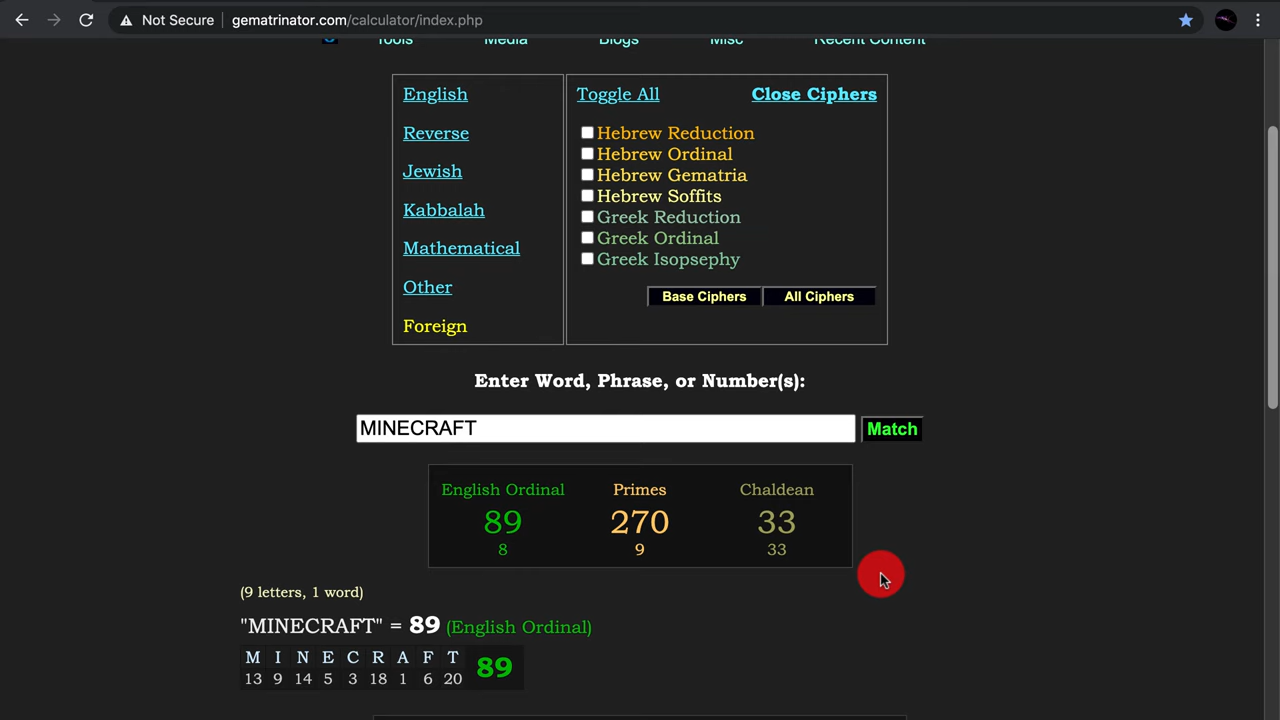 Not Secure gematrinator.com/calculator/index.php
Tools Media Blogs Misc Recent Content
English
Reverse
Jewish
Kabbalah
Mathematical
Other
Foreign
Toggle All Close Ciphers
Hebrew Reduction
Hebrew Ordinal
Hebrew Gematria
Hebrew Soffits
Greek Reduction
Greek Ordinal
Greek Isopsephy
Base Ciphers All Ciphers
Enter Word, Phrase, or Number(s):
MINECRAFT Match
English Ordinal Primes Chaldean
89 270 33
8 9 33
(9 letters, 1 word)
"MINECRAFT" = 89 (English Ordinal)
M I N E C R A F T 89
13 9 14 5 3 18 1 6 20